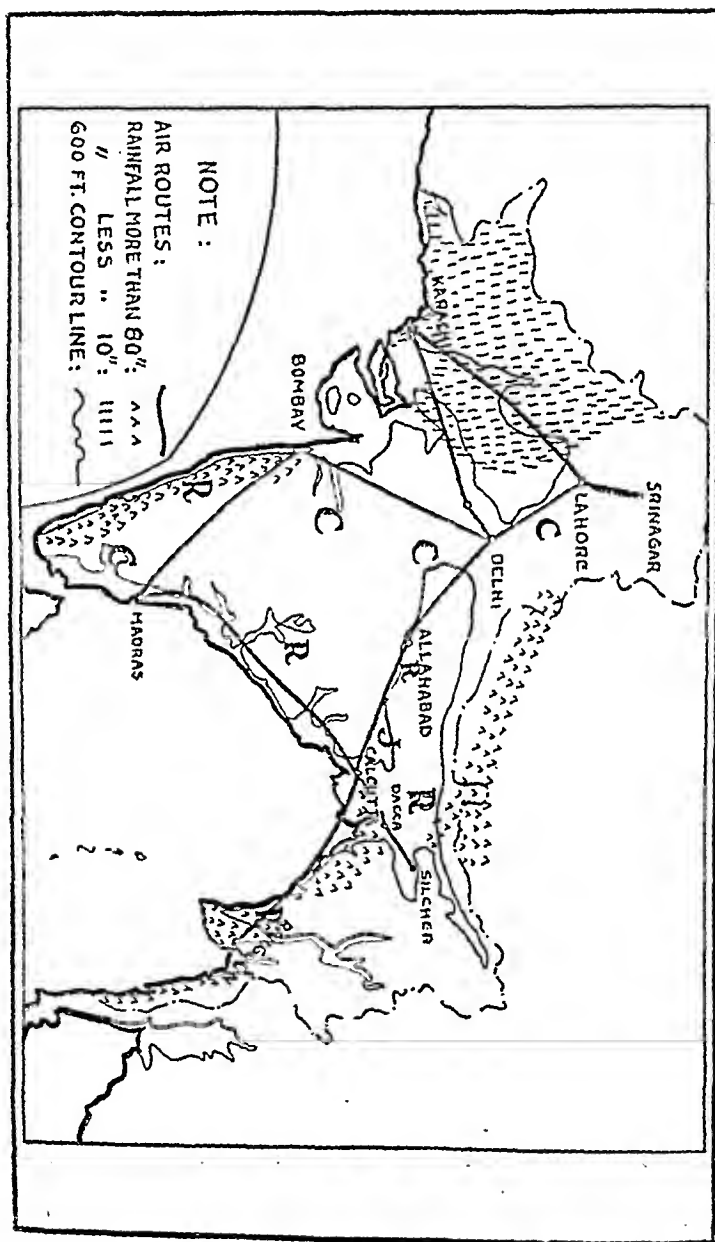 SRINAGAR
LAHORE
C
DELHI
KARACHI
C
ALLAHABAD
R
R
J
C
BOMBAY
CALCUTT
DACCA
SILCHER
R
R
MADRAS
NOTE :
AIR ROUTES :
RAINFALL MORE THAN 80": ^ ^ ^
" LESS " 10": ॥॥
600 FT. CONTOUR LINE: